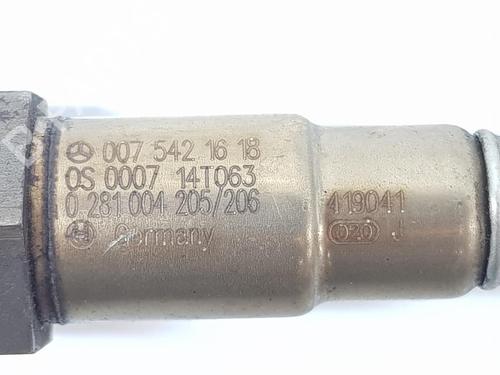 007 542 16 18
0S 0007 14T063
0 281 004 205/206
Germany
419041
020 J